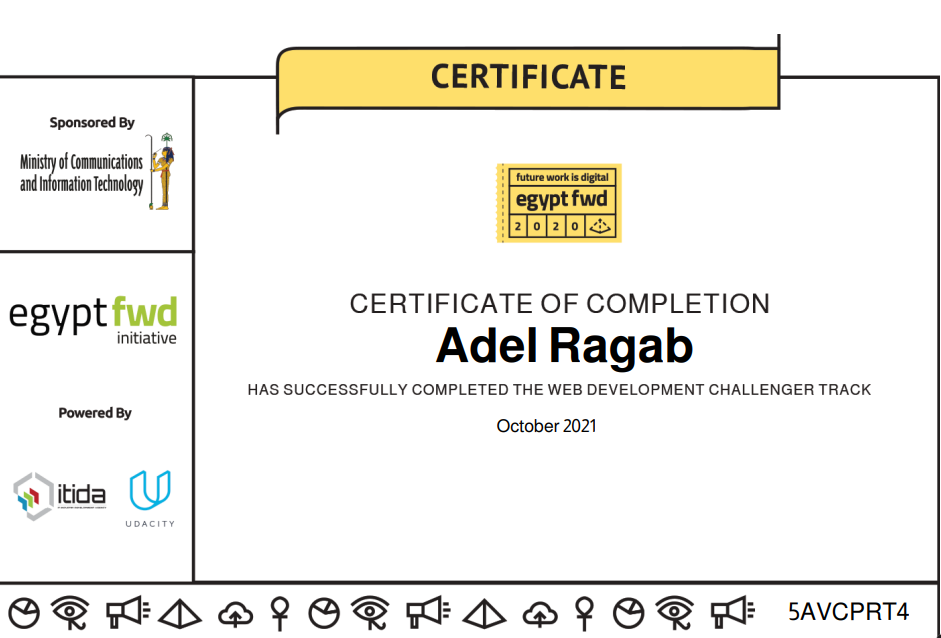 CERTIFICATE
Sponsored By
Ministry of Communications
and Information Technology
egypt fwd
initiative
Powered By
itida
UDACITY
future work is digital
egypt fwd
2 0 2 0
CERTIFICATE OF COMPLETION
Adel Ragab
HAS SUCCESSFULLY COMPLETED THE WEB DEVELOPMENT CHALLENGER TRACK
October 2021
5AVCPRT4